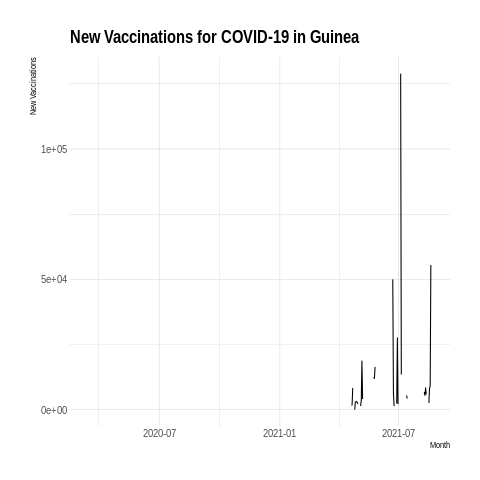 New Vaccinations for COVID-19 in Guinea
New Vaccinations
1e+05
5e+04
0e+00
2020-07
2021-01
2021-07
Month